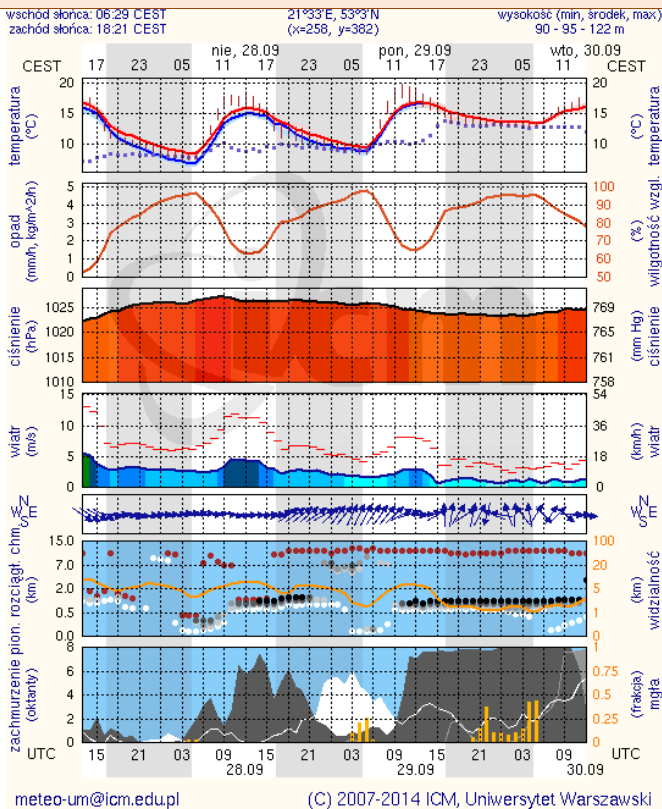 wschód słońca: 06:29 CEST 21°33'E, 53°3'N wysokość (min, środek, max)
zachód słońca: 18:21 CEST (x=258, y=382) 90 - 95 - 122 m
nie, 28.09 pon, 29.09 wto, 30.09
CEST 17 23 05 11 17 23 05 11 17 23 05 11 CEST
temperatura (°C) 20 15 10 20 15 10 (°C) temperatura
opad (mm/h, kg/m^2/h) 5 4 3 2 1 0 100 90 80 70 60 50 (%) wilgotność wzgl.
ciśnienie (hPa) 1025 1020 1015 1010 769 765 761 758 (mm Hg) ciśnienie
wiatr (m/s) 15 10 5 0 54 36 18 0 (km/h) wiatr
N W E S N W E S
pion. rozciągł. chm. (km) 15.0 7.0 2.0 0.5 0.0 100 20 5 1 0 (km) widzialność
zachmurzenie (oktanty) 8 6 4 2 0 1 0.75 0.5 0.25 0 (frakcja) mgła
UTC 15 21 03 09 15 21 03 09 15 21 03 09 UTC
28.09 29.09 30.09
icm
meteo-um@icm.edu.pl (C) 2007-2014 ICM, Uniwersytet Warszawski